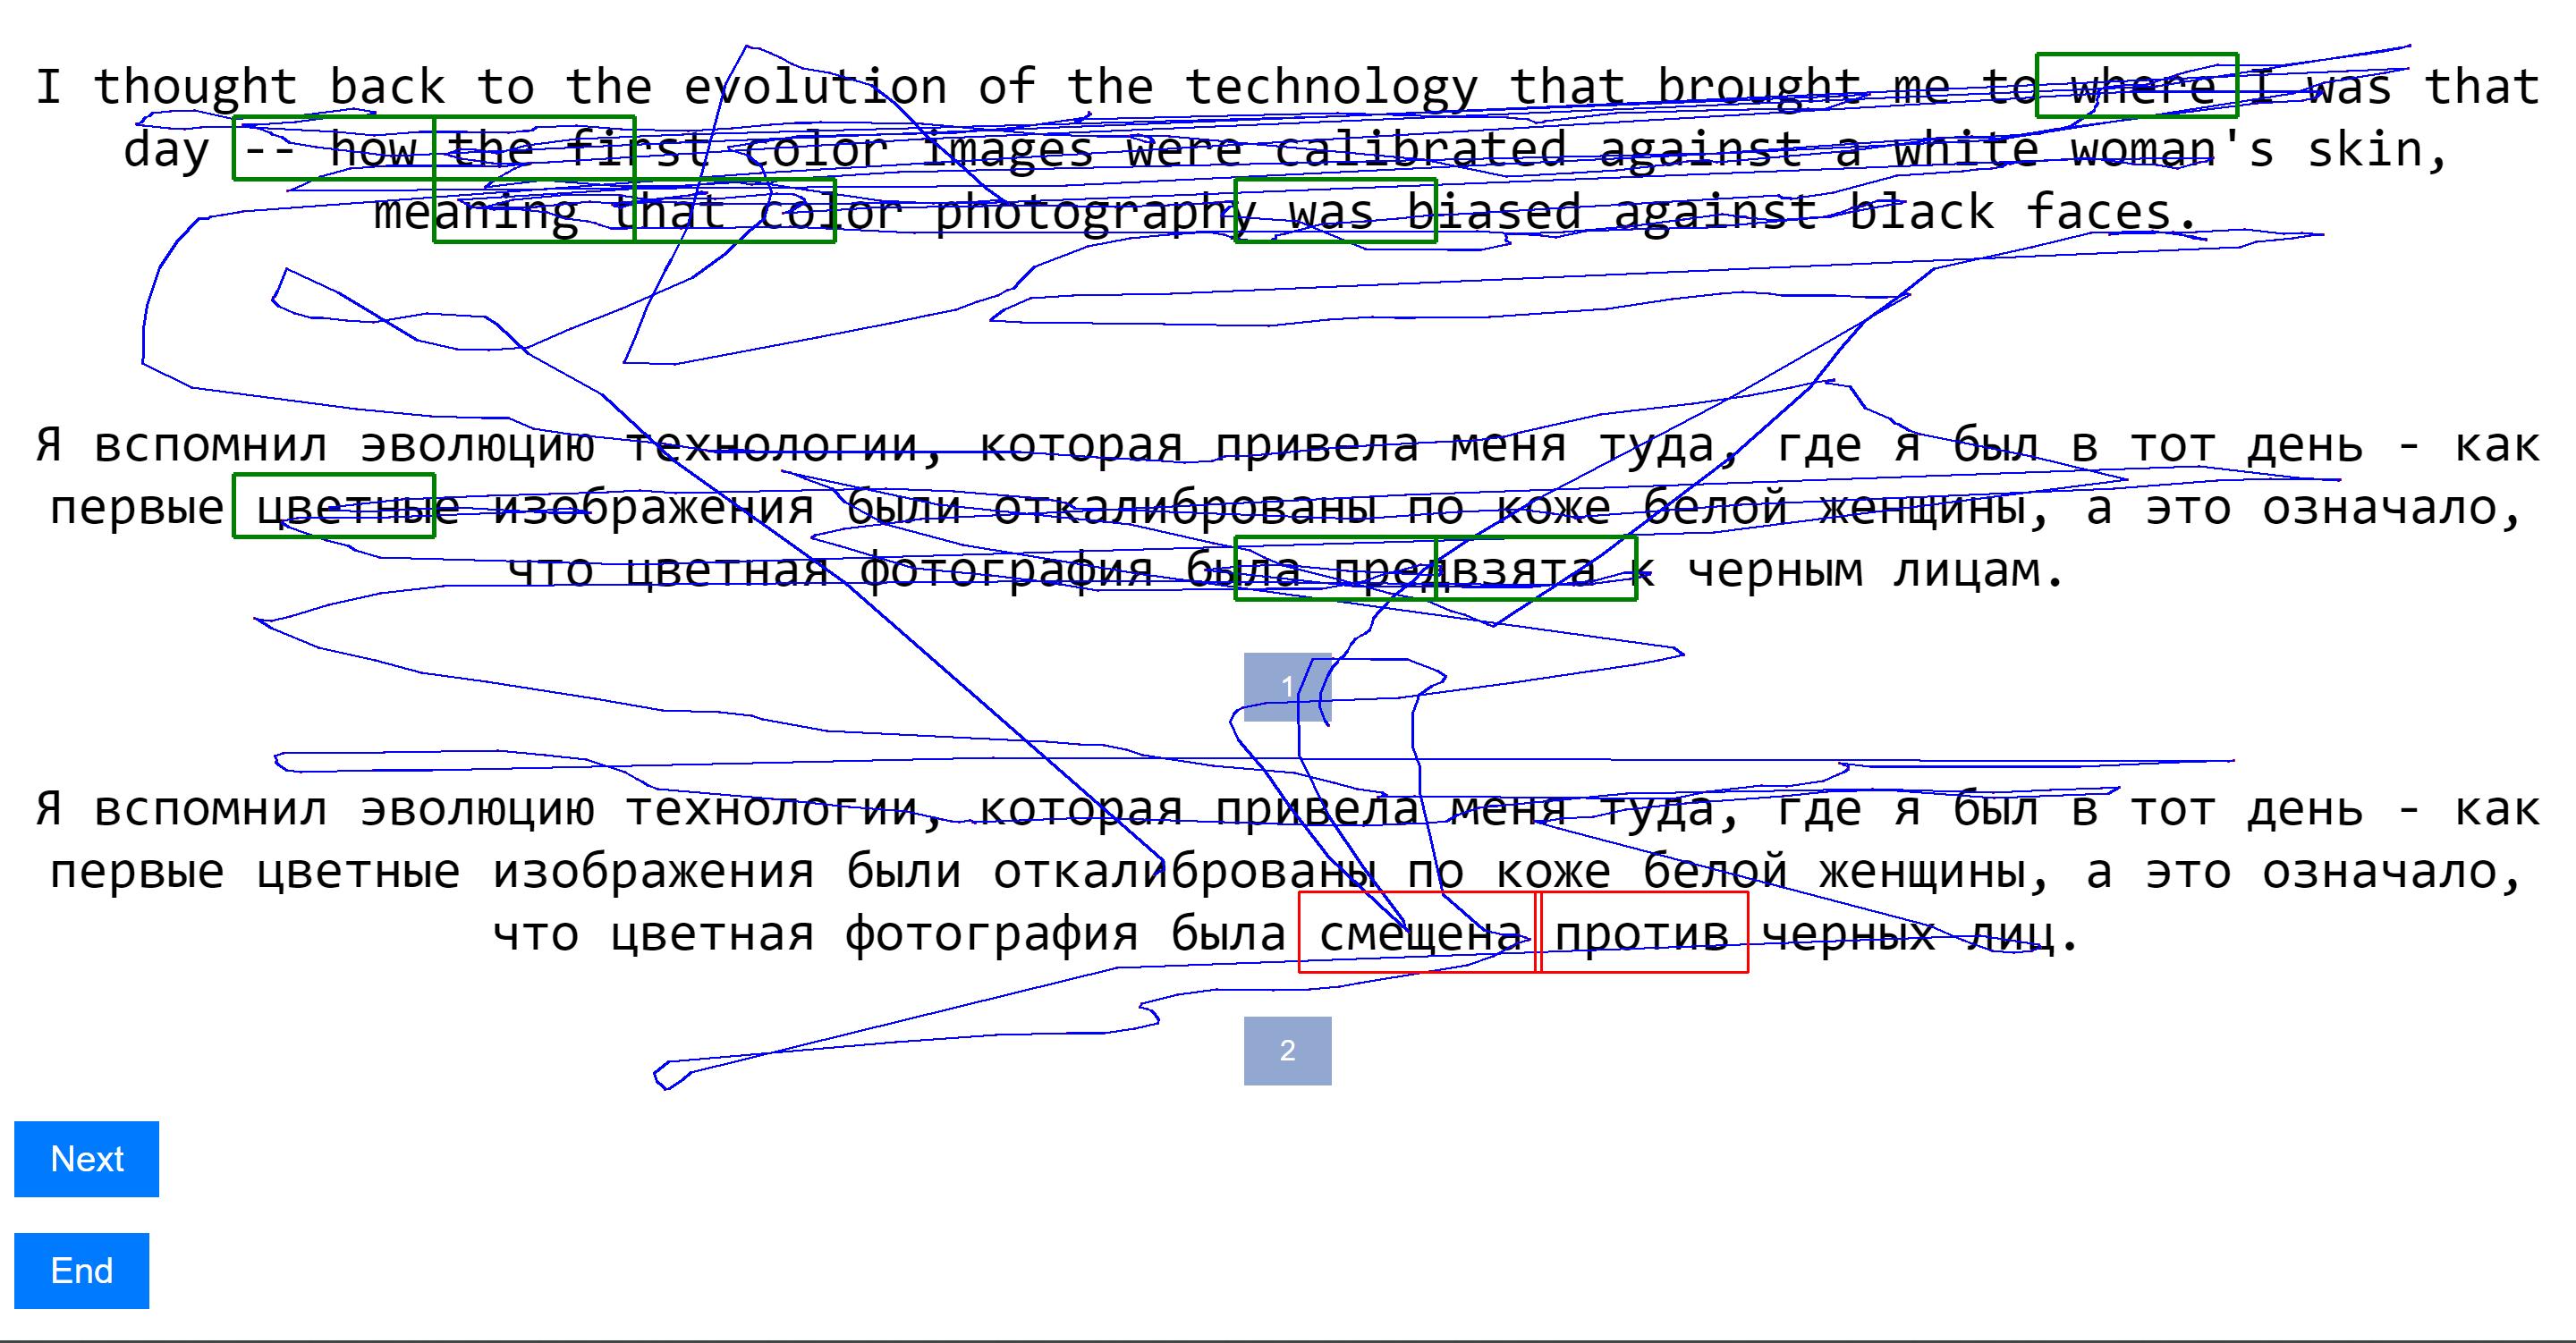 I thought back to the evolution of the technology that brought me to where I was that
day -- how the first color images were calibrated against a white woman's skin,
meaning that color photography was biased against black faces.
Я вспомнил эволюцию технологии, которая привела меня туда, где я был в тот день - как
первые цветные изображения были откалиброваны по коже белой женщины, а это означало,
что цветная фотография была предвзята к черным лицам.
1
Я вспомнил эволюцию технологии, которая привела меня туда, где я был в тот день - как
первые цветные изображения были откалиброваны по коже белой женщины, а это означало,
что цветная фотография была смещена против черных лиц.
2
Next
End